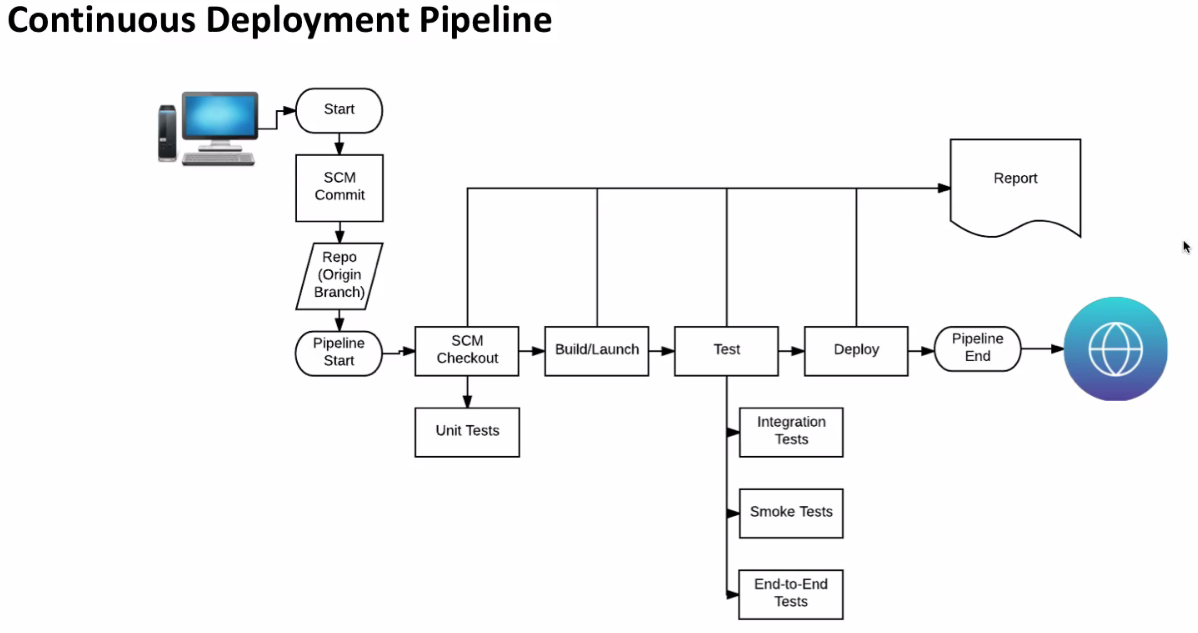 Continuous Deployment Pipeline
Start
SCM
Commit
Repo
(Origin
Branch)
Pipeline
Start
SCM
Checkout
Build/Launch
Test
Deploy
Pipeline
End
Report
Unit Tests
Integration
Tests
Smoke Tests
End-to-End
Tests